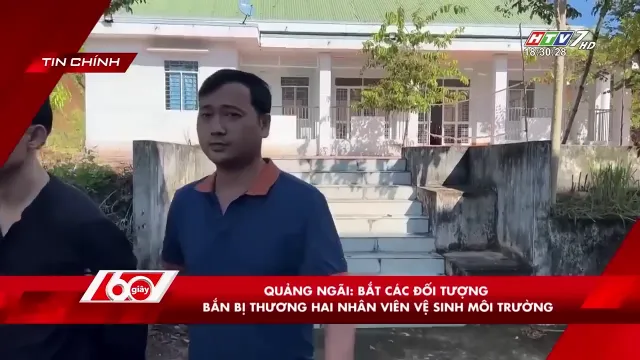 HTV7 HD
18:30:28
TIN CHÍNH
60 giây
QUẢNG NGÃI: BẮT CÁC ĐỐI TƯỢNG
BẮN BỊ THƯƠNG HAI NHÂN VIÊN VỆ SINH MÔI TRƯỜNG